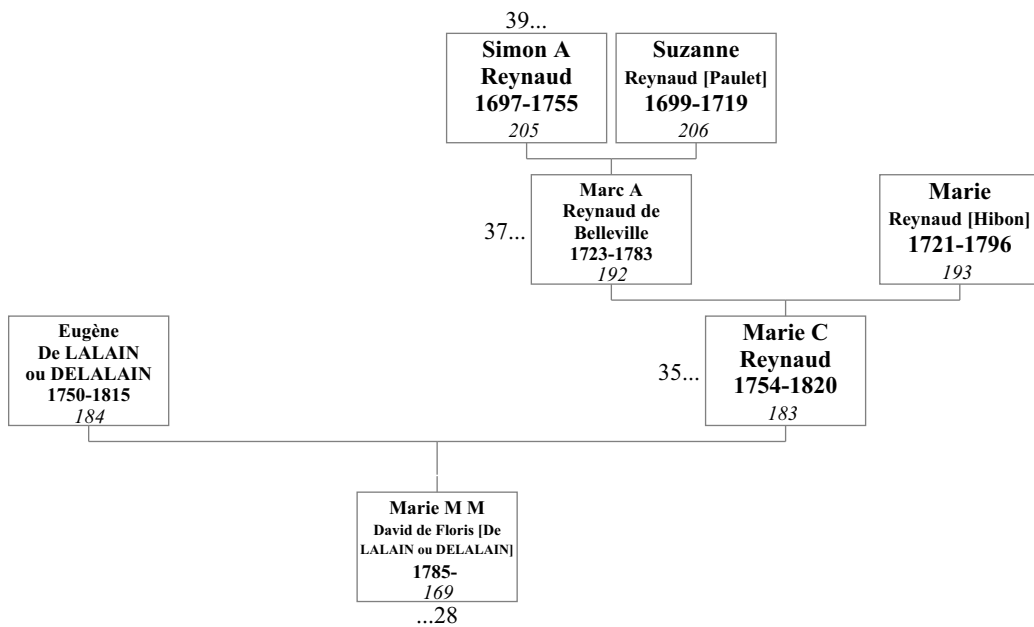 39...
Simon A
Reynaud
1697-1755
205
Suzanne
Reynaud [Paulet]
1699-1719
206
37...
Marc A
Reynaud de
Belleville
1723-1783
192
Marie
Reynaud [Hibon]
1721-1796
193
Eugène
De LALAIN
ou DELALAIN
1750-1815
184
35...
Marie C
Reynaud
1754-1820
183
Marie M M
David de Floris [De
LALAIN ou DELALAIN]
1785-
169
...28